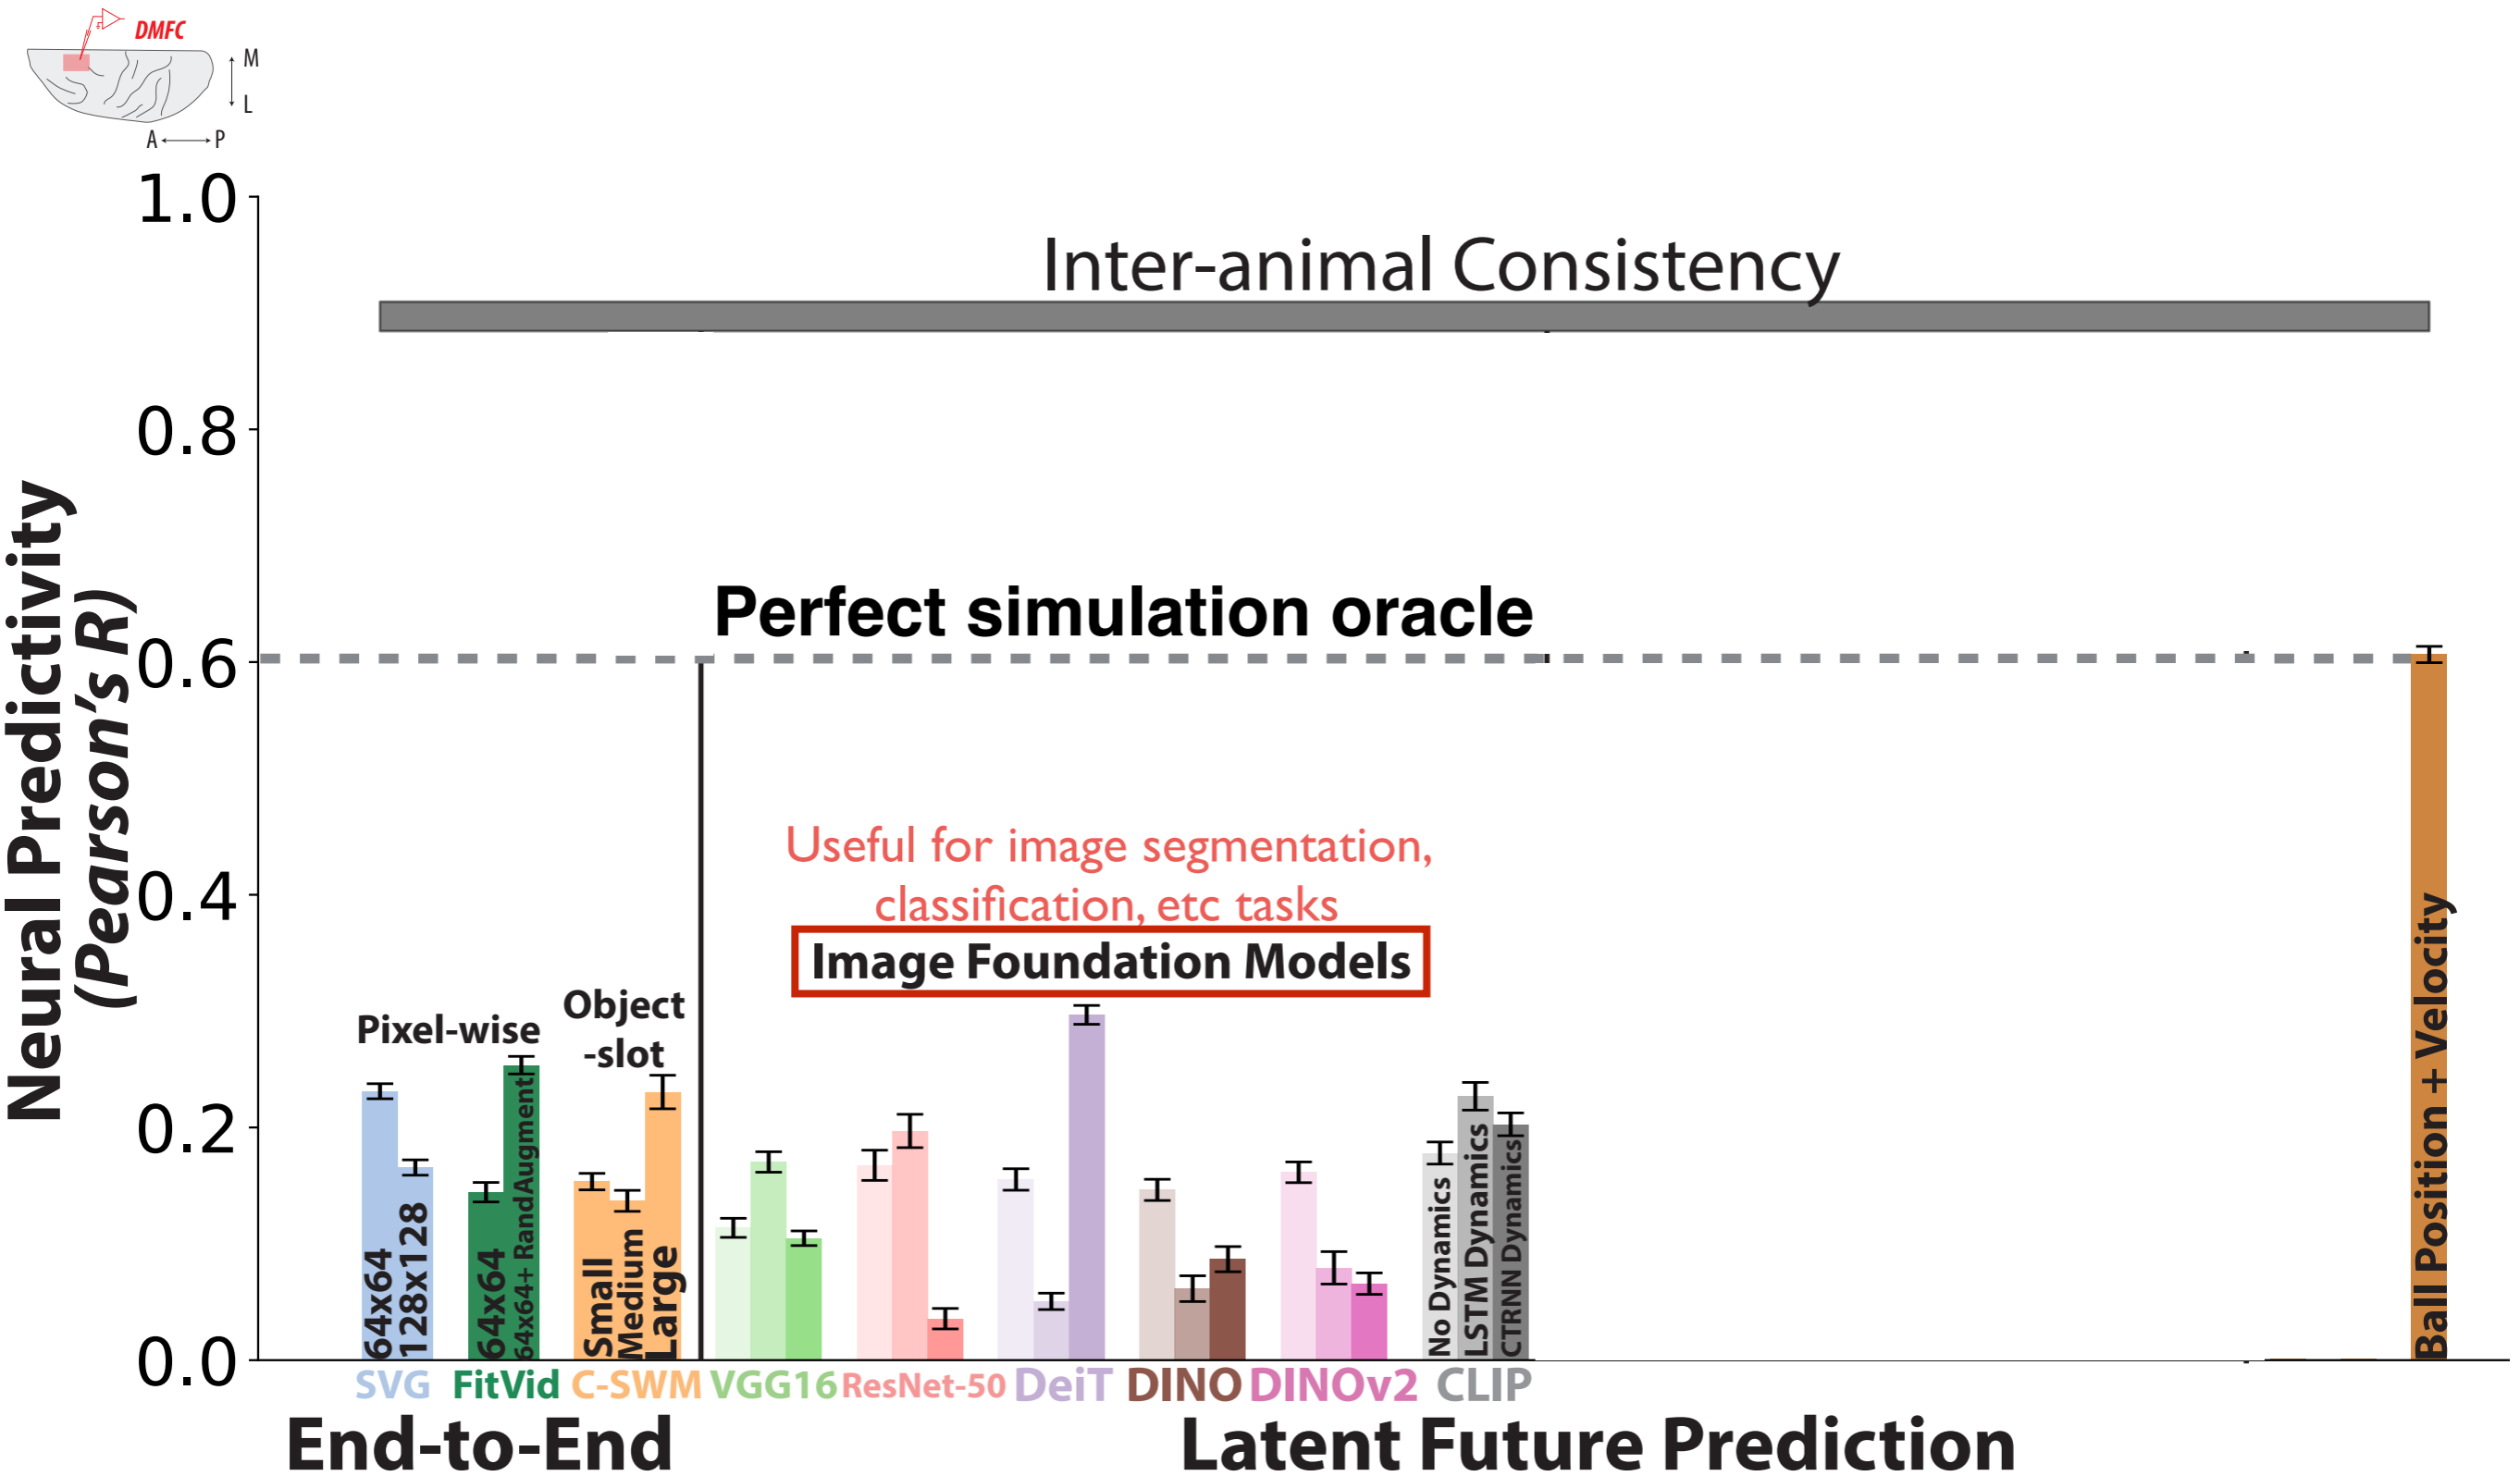 DMFC
M
L
A
P
1.0
0.8
0.6
0.4
0.2
0.0
Neural Predictivity
(Pearson's R)
Inter-animal Consistency
Perfect simulation oracle
Useful for image segmentation,
classification, etc tasks
Image Foundation Models
Pixel-wise
Object
-slot
64x64
128x128
64x64
64x64+ RandAugment
Small
Medium
Large
No Dynamics
LSTM Dynamics
CTRNN Dynamics
Ball Position + Velocity
SVG
FitVid
C-SWM
VGG16
ResNet-50
DeiT
DINO
DINOv2
CLIP
End-to-End
Latent Future Prediction